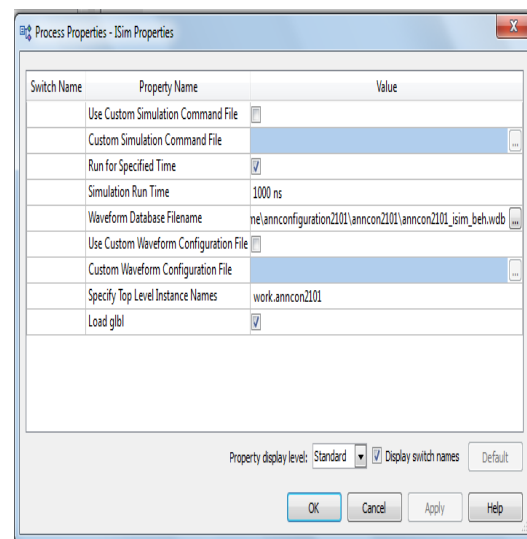 Process Properties - ISim Properties
X
Switch Name Property Name Value
Use Custom Simulation Command File
Custom Simulation Command File ...
Run for Specified Time
Simulation Run Time 1000 ns
Waveform Database Filename ne\annconfiguration2101\anncon2101\anncon2101_isim_beh.wdb ...
Use Custom Waveform Configuration File
Custom Waveform Configuration File ...
Specify Top Level Instance Names work.anncon2101
Load glbl
Property display level: Standard Display switch names Default
OK Cancel Apply Help